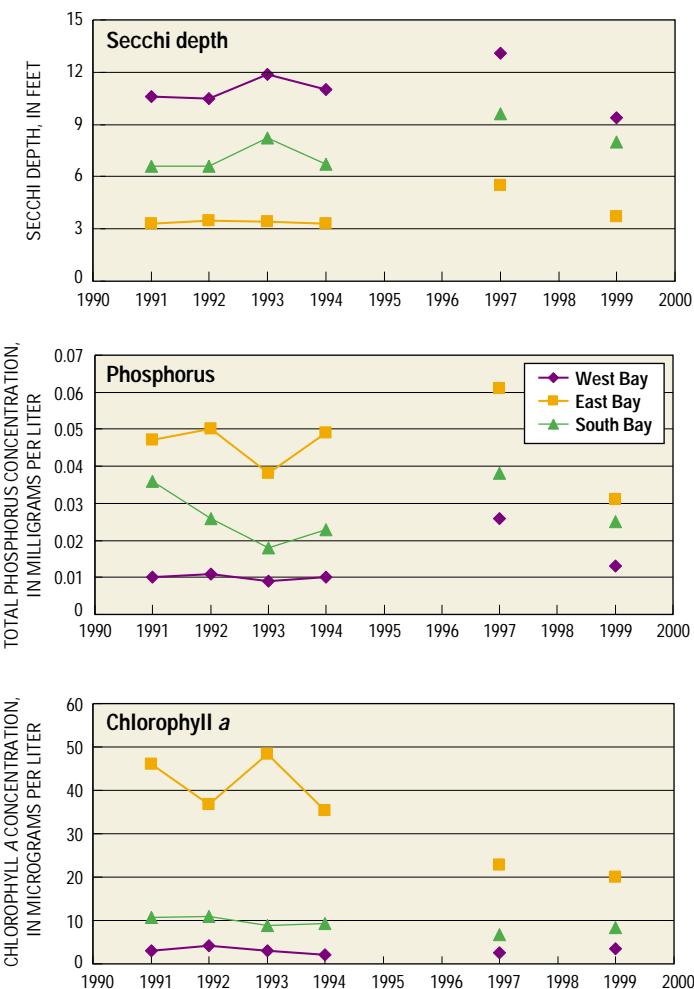 Secchi depth
SECCHI DEPTH, IN FEET
15
12
9
6
3
0
1990 1991 1992 1993 1994 1995 1996 1997 1998 1999 2000
Phosphorus
TOTAL PHOSPHORUS CONCENTRATION,
IN MILLIGRAMS PER LITER
0.07
0.06
0.05
0.04
0.03
0.02
0.01
0
West Bay
East Bay
South Bay
1990 1991 1992 1993 1994 1995 1996 1997 1998 1999 2000
Chlorophyll a
CHLOROPHYLL A CONCENTRATION,
IN MICROGRAMS PER LITER
60
50
40
30
20
10
0
1990 1991 1992 1993 1994 1995 1996 1997 1998 1999 2000